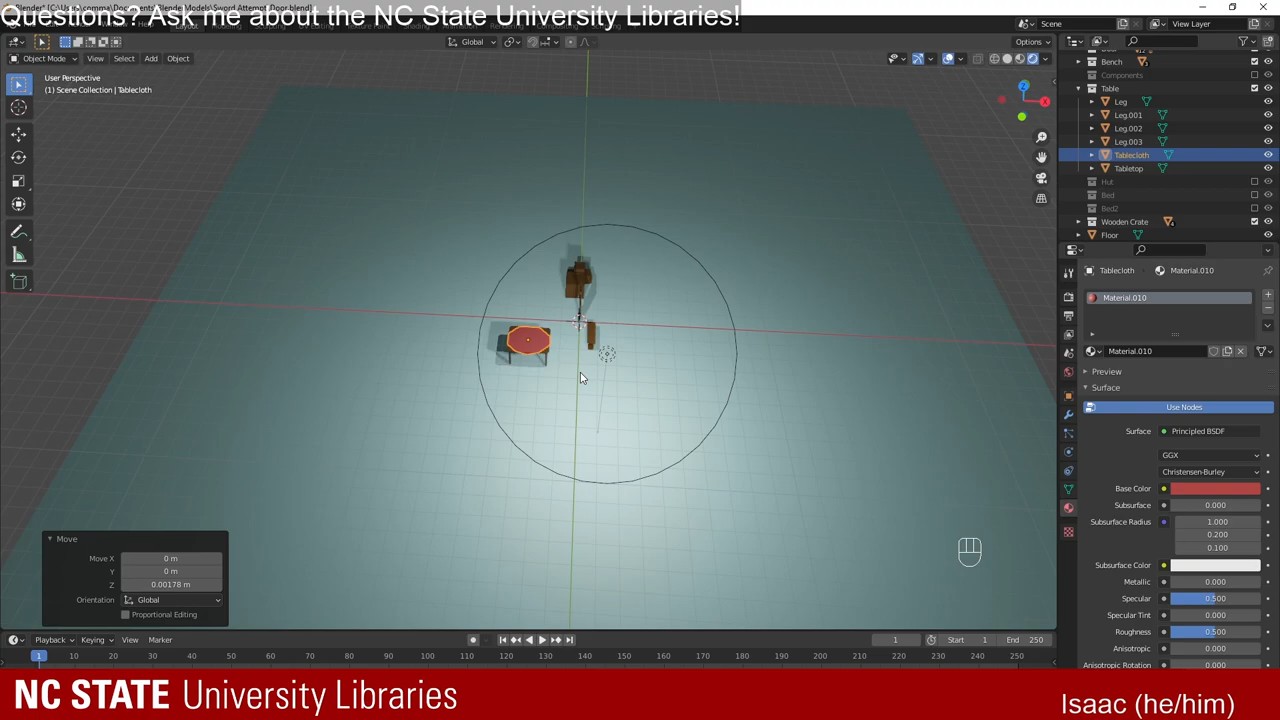 Questions? Ask me about the NC State University Libraries!
Scene
View Layer
Global
Options
Object Mode
View
Select
Add
Object
User Perspective
(1) Scene Collection | Tablecloth
Z
X
Bench
Components
Table
Leg
Leg.001
Leg.002
Leg.003
Tablecloth
Tabletop
Hut
Bed
Bed2
Wooden Crate
Floor
Tablecloth
Material.010
Material.010
Material.010
Preview
Surface
Use Nodes
Surface
Principled BSDF
GGX
Christensen-Burley
Base Color
Subsurface
0.000
Subsurface Radius
1.000
0.200
0.100
Subsurface Color
Metallic
0.000
Specular
0.500
Specular Tint
0.000
Roughness
0.500
Anisotropic
0.000
Anisotropic Rotation
0.000
Move
Move X
0 m
Y
0 m
Z
0.00178 m
Orientation
Global
Proportional Editing
Playback
Keying
View
Marker
1
Start
1
End
250
1
10
20
30
40
50
60
70
80
90
100
110
120
130
140
150
160
170
180
190
200
210
220
230
240
250
NC STATE University Libraries
Isaac (he/him)